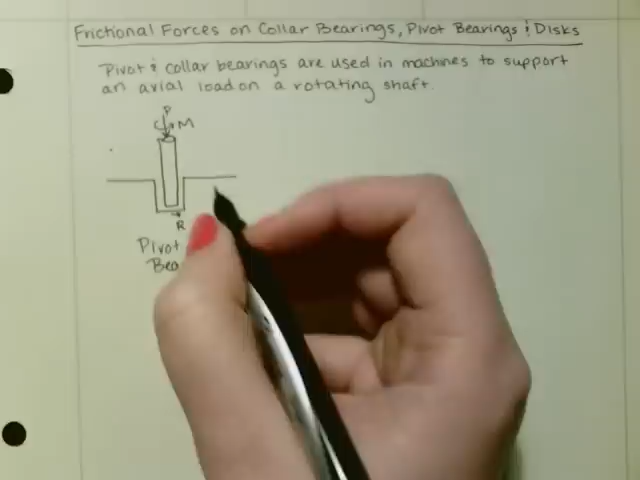 Frictional Forces on Collar Bearings, Pivot Bearings & Disks
Pivot & collar bearings are used in machines to support
an axial load on a rotating shaft.
P
M
R
Pivot
Bea